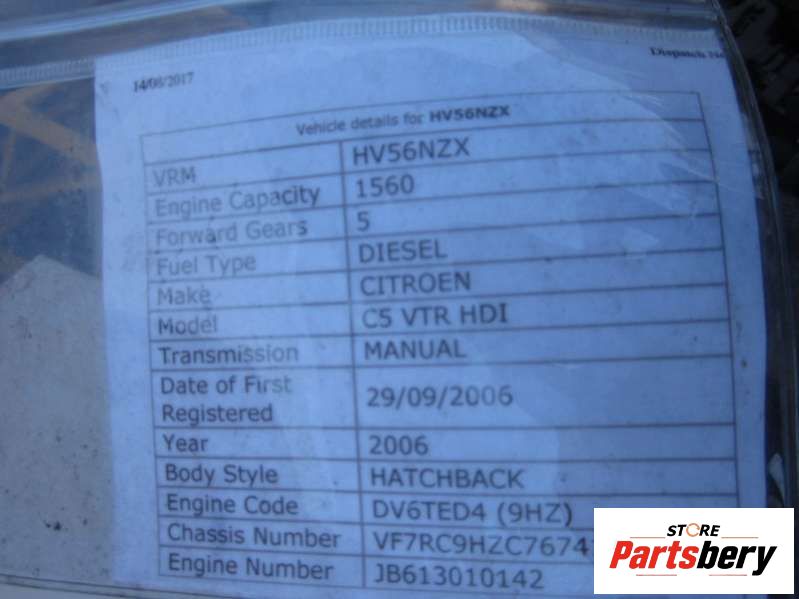 14/08/2017
Dispatch
Vehicle details for HV56NZX
VRM HV56NZX
Engine Capacity 1560
Forward Gears 5
Fuel Type DIESEL
Make CITROEN
Model C5 VTR HDI
Transmission MANUAL
Date of First
Registered 29/09/2006
Year 2006
Body Style HATCHBACK
Engine Code DV6TED4 (9HZ)
Chassis Number VF7RC9HZC7674
Engine Number JB613010142
STORE
Partsbery